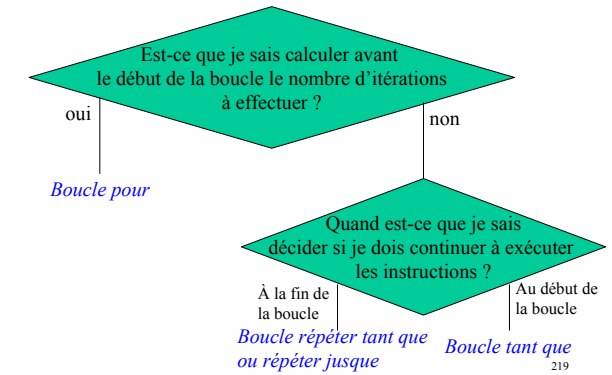 Est-ce que je sais calculer avant
le début de la boucle le nombre d'itérations
à effectuer ?
oui
non
Boucle pour
Quand est-ce que je sais
décider si je dois continuer à exécuter
les instructions ?
À la fin de
la boucle
Au début de
la boucle
Boucle répéter tant que
ou répéter jusque
Boucle tant que
219